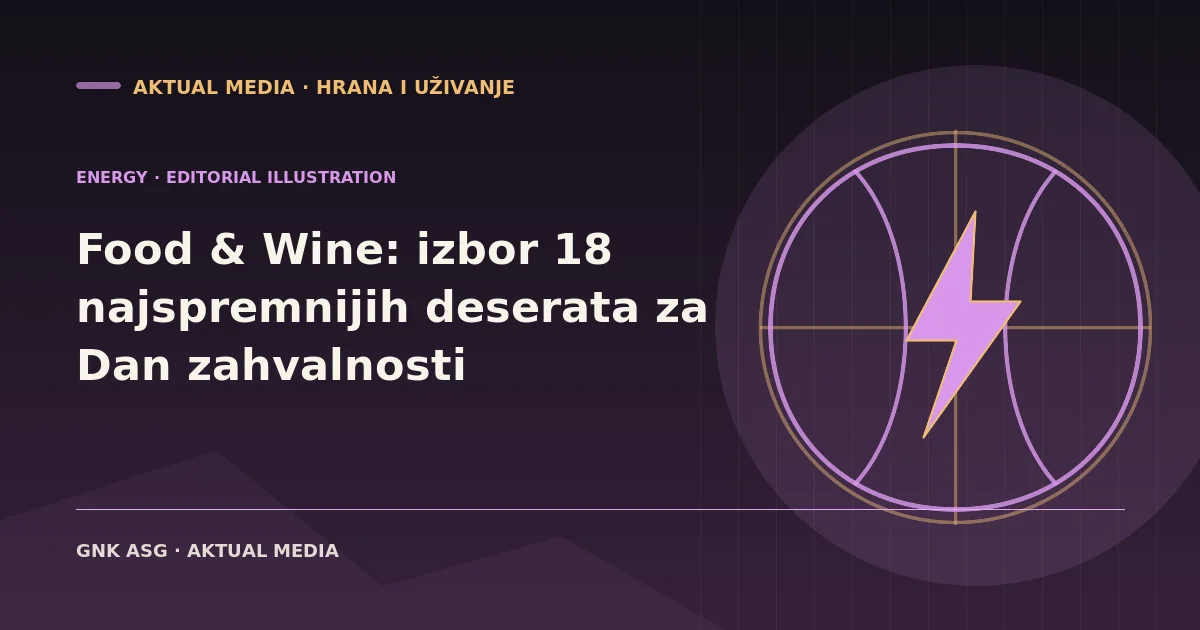 AKTUAL MEDIA · HRANA I UŽIVANJE
ENERGY · EDITORIAL ILLUSTRATION
Food & Wine: izbor 18
najspremnijih deserata za
Dan zahvalnosti
GNK ASG · AKTUAL MEDIA